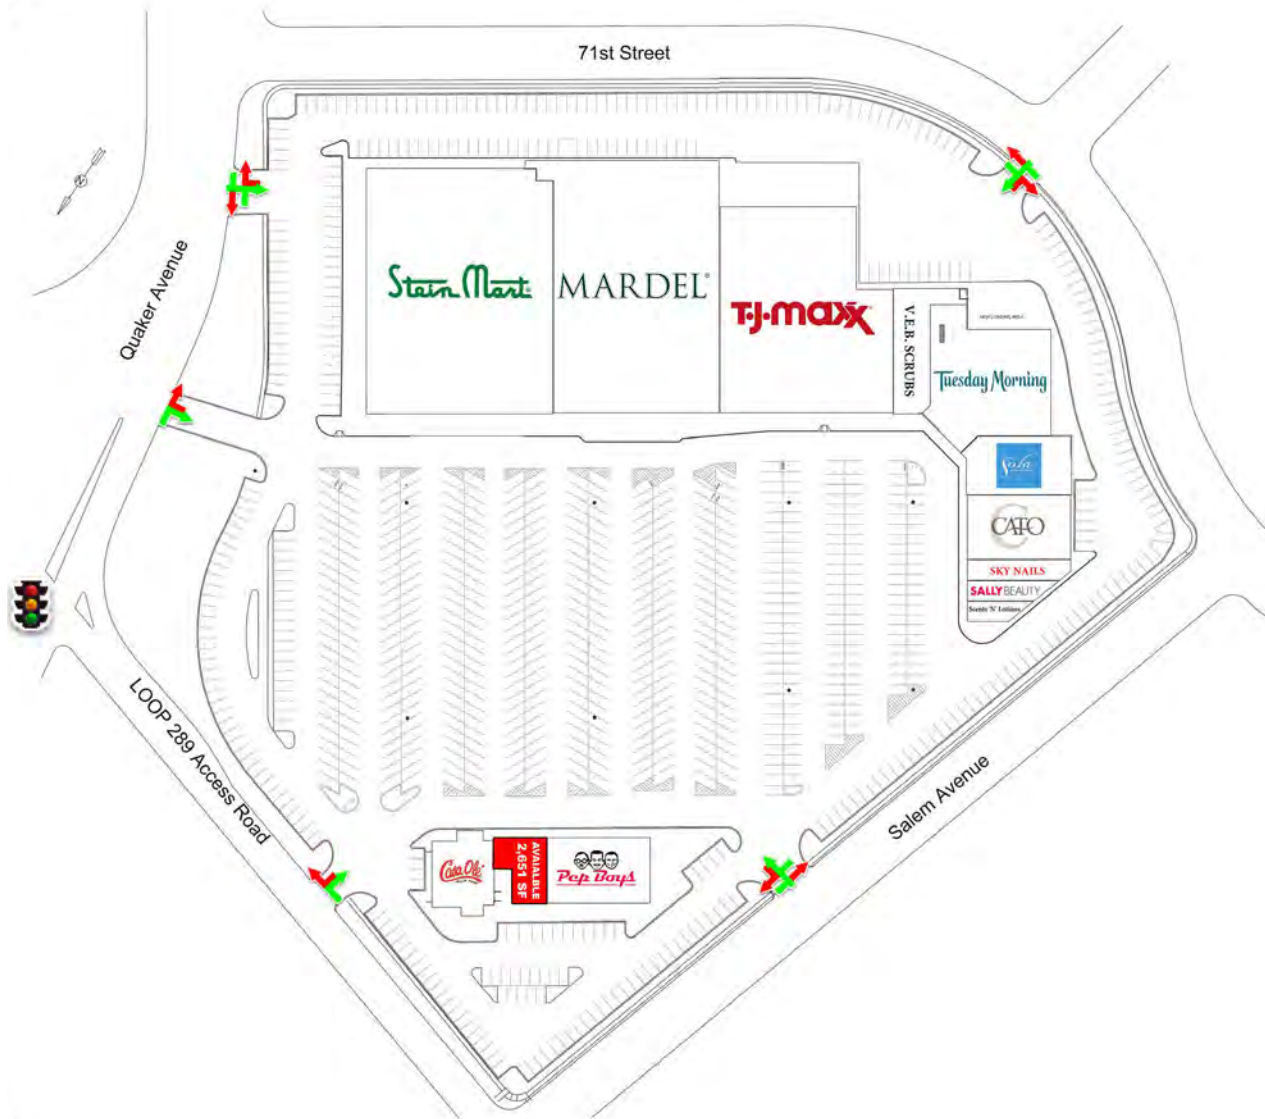 71st Street
Quaker Avenue
Stein Mart
MARDEL
T·J·maxx
V.E.B. SCRUBS
Tuesday Morning
Sola
CATO
SKY NAILS
SALLY BEAUTY
Scents 'N' Lotions
LOOP 289 Access Road
Salem Avenue
Casa Olé
AVAIALBLE
2,651 SF
Pep Boys